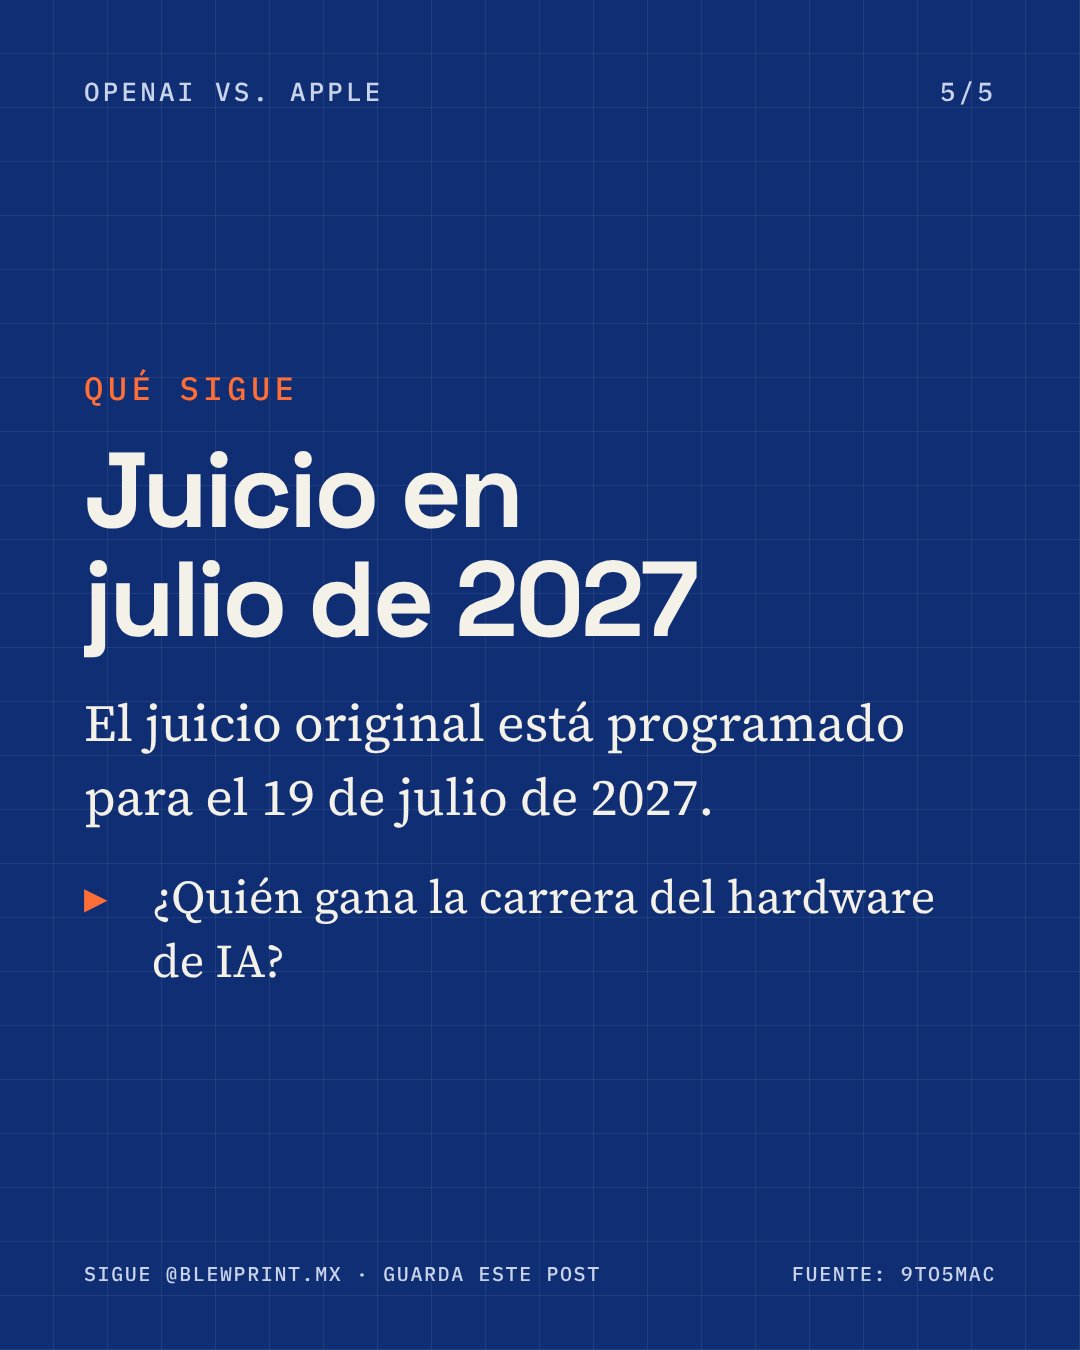 OPENAI VS. APPLE
5/5
QUÉ SIGUE
Juicio en
julio de 2027
El juicio original está programado
para el 19 de julio de 2027.
▶ ¿Quién gana la carrera del hardware
de IA?
SIGUE @BLEWPRINT.MX · GUARDA ESTE POST
FUENTE: 9TO5MAC